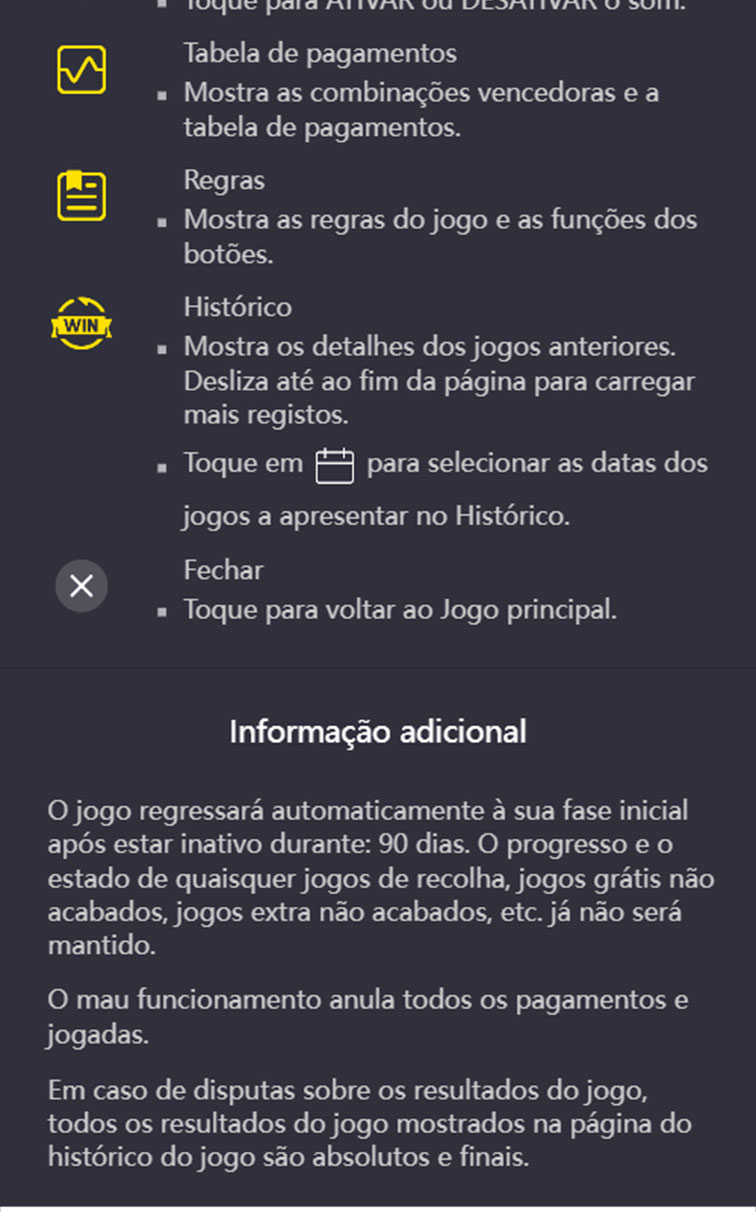 Toque para ATIVAR ou DESATIVAR o som.
Tabela de pagamentos
▪ Mostra as combinações vencedoras e a
tabela de pagamentos.
Regras
▪ Mostra as regras do jogo e as funções dos
botões.
WIN
Histórico
▪ Mostra os detalhes dos jogos anteriores.
Desliza até ao fim da página para carregar
mais registos.
▪ Toque em para selecionar as datas dos
jogos a apresentar no Histórico.
Fechar
▪ Toque para voltar ao Jogo principal.
Informação adicional
O jogo regressará automaticamente à sua fase inicial
após estar inativo durante: 90 dias. O progresso e o
estado de quaisquer jogos de recolha, jogos grátis não
acabados, jogos extra não acabados, etc. já não será
mantido.
O mau funcionamento anula todos os pagamentos e
jogadas.
Em caso de disputas sobre os resultados do jogo,
todos os resultados do jogo mostrados na página do
histórico do jogo são absolutos e finais.